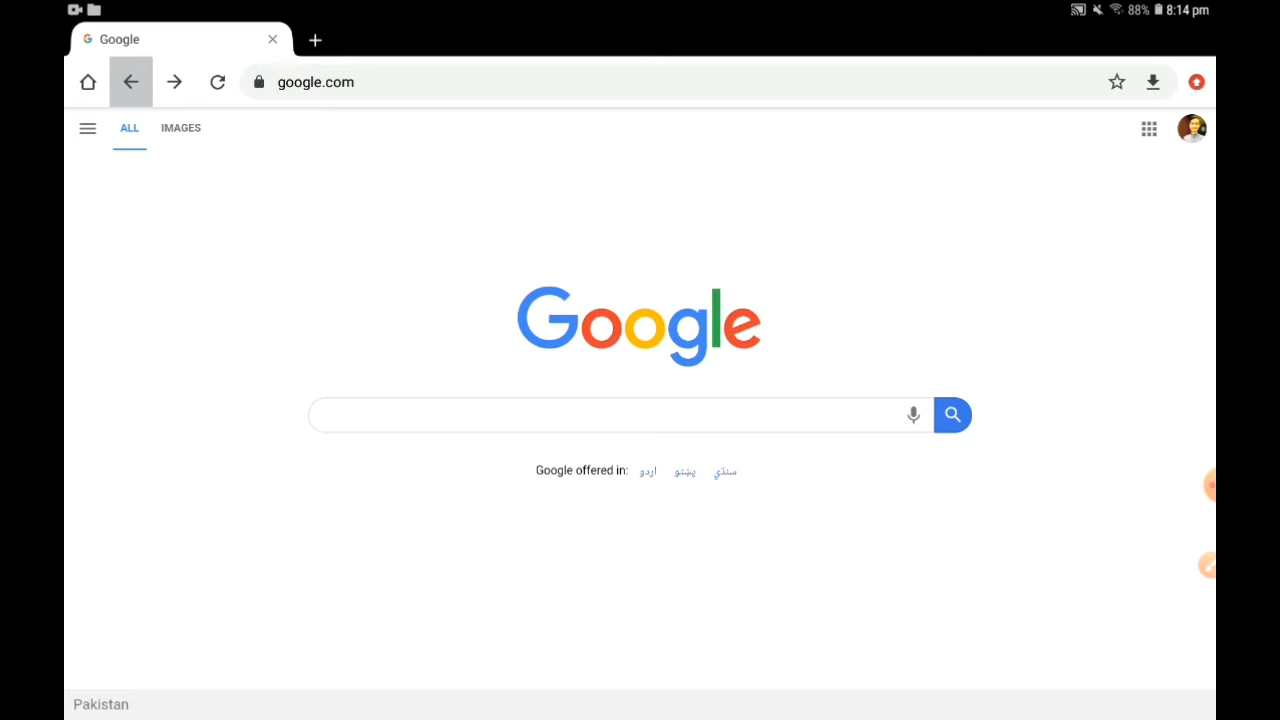 88% 8:14 pm
Google
google.com
ALL IMAGES
Google
Google offered in: اردو پښتو سنڌي
Pakistan